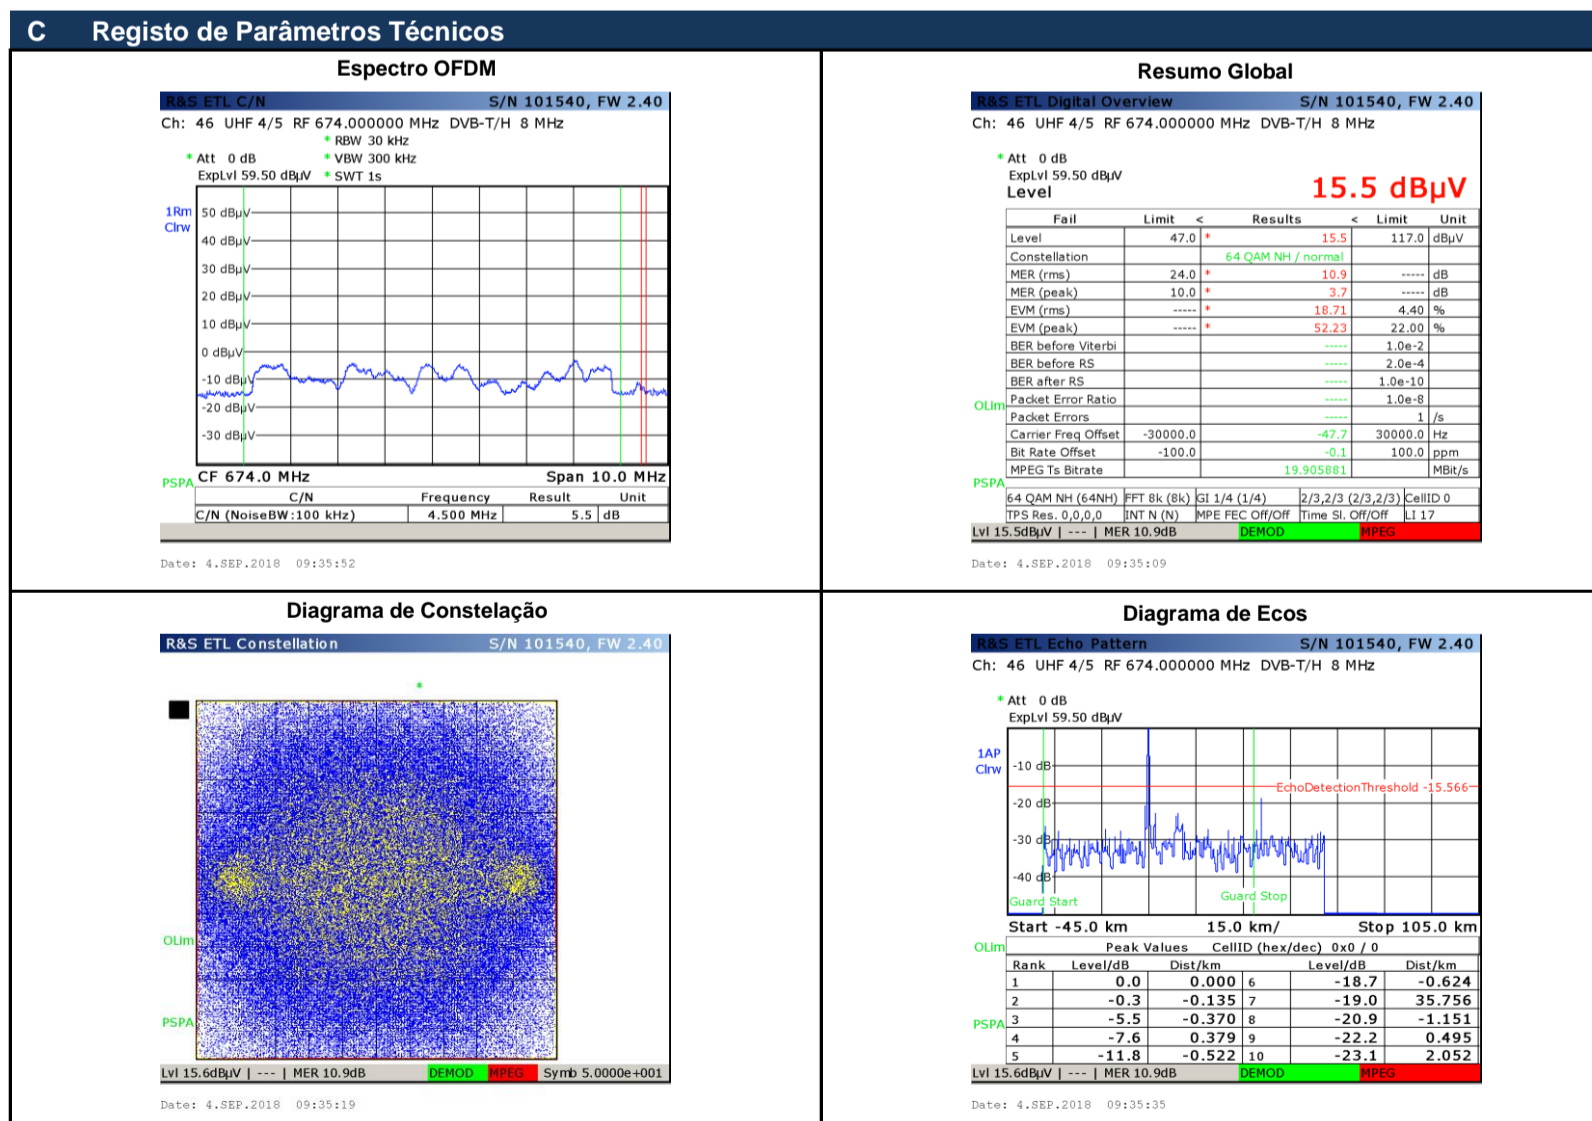 C Registo de Parâmetros Técnicos
Espectro OFDM
R&S ETL C/N S/N 101540, FW 2.40
Ch: 46 UHF 4/5 RF 674.000000 MHz DVB-T/H 8 MHz
* RBW 30 kHz
* Att 0 dB * VBW 300 kHz
ExpLvl 59.50 dBµV * SWT 1s
1Rm
Clrw
50 dBµV
40 dBµV
30 dBµV
20 dBµV
10 dBµV
0 dBµV
-10 dBµV
-20 dBµV
-30 dBµV
PSPA
CF 674.0 MHz Span 10.0 MHz
C/N Frequency Result Unit
C/N (NoiseBW:100 kHz) 4.500 MHz 5.5 dB
Date: 4.SEP.2018 09:35:52
Resumo Global
R&S ETL Digital Overview S/N 101540, FW 2.40
Ch: 46 UHF 4/5 RF 674.000000 MHz DVB-T/H 8 MHz
* Att 0 dB
ExpLvl 59.50 dBµV
Level 15.5 dBµV
Fail Limit < Results < Limit Unit
Level 47.0 * 15.5 117.0 dBµV
Constellation 64 QAM NH / normal
MER (rms) 24.0 * 10.9 ----- dB
MER (peak) 10.0 * 3.7 ----- dB
EVM (rms) ----- * 18.71 4.40 %
EVM (peak) ----- * 52.23 22.00 %
BER before Viterbi ----- 1.0e-2
BER before RS ----- 2.0e-4
BER after RS ----- 1.0e-10
Packet Error Ratio ----- 1.0e-8
OLim
Packet Errors ----- 1 /s
Carrier Freq Offset -30000.0 -47.7 30000.0 Hz
Bit Rate Offset -100.0 -0.1 100.0 ppm
MPEG Ts Bitrate 19.905881 MBit/s
PSPA
64 QAM NH (64NH) FFT 8k (8k) GI 1/4 (1/4) 2/3,2/3 (2/3,2/3) CellID 0
TPS Res. 0,0,0,0 INT N (N) MPE FEC Off/Off Time Sl. Off/Off LI 17
Lvl 15.5dBµV | --- | MER 10.9dB DEMOD MPEG
Date: 4.SEP.2018 09:35:09
Diagrama de Constelação
R&S ETL Constellation S/N 101540, FW 2.40
*
OLim
PSPA
Lvl 15.6dBµV | --- | MER 10.9dB DEMOD MPEG Symb 5.0000e+001
Date: 4.SEP.2018 09:35:19
Diagrama de Ecos
R&S ETL Echo Pattern S/N 101540, FW 2.40
Ch: 46 UHF 4/5 RF 674.000000 MHz DVB-T/H 8 MHz
* Att 0 dB
ExpLvl 59.50 dBµV
1AP
Clrw
-10 dB
EchoDetectionThreshold -15.566
-20 dB
-30 dB
-40 dB
Guard Start Guard Stop
Start -45.0 km 15.0 km/ Stop 105.0 km
OLim
Peak Values CellID (hex/dec) 0x0 / 0
Rank Level/dB Dist/km Level/dB Dist/km
1 0.0 0.000 6 -18.7 -0.624
2 -0.3 -0.135 7 -19.0 35.756
PSPA
3 -5.5 -0.370 8 -20.9 -1.151
4 -7.6 0.379 9 -22.2 0.495
5 -11.8 -0.522 10 -23.1 2.052
Lvl 15.6dBµV | --- | MER 10.9dB DEMOD MPEG
Date: 4.SEP.2018 09:35:35